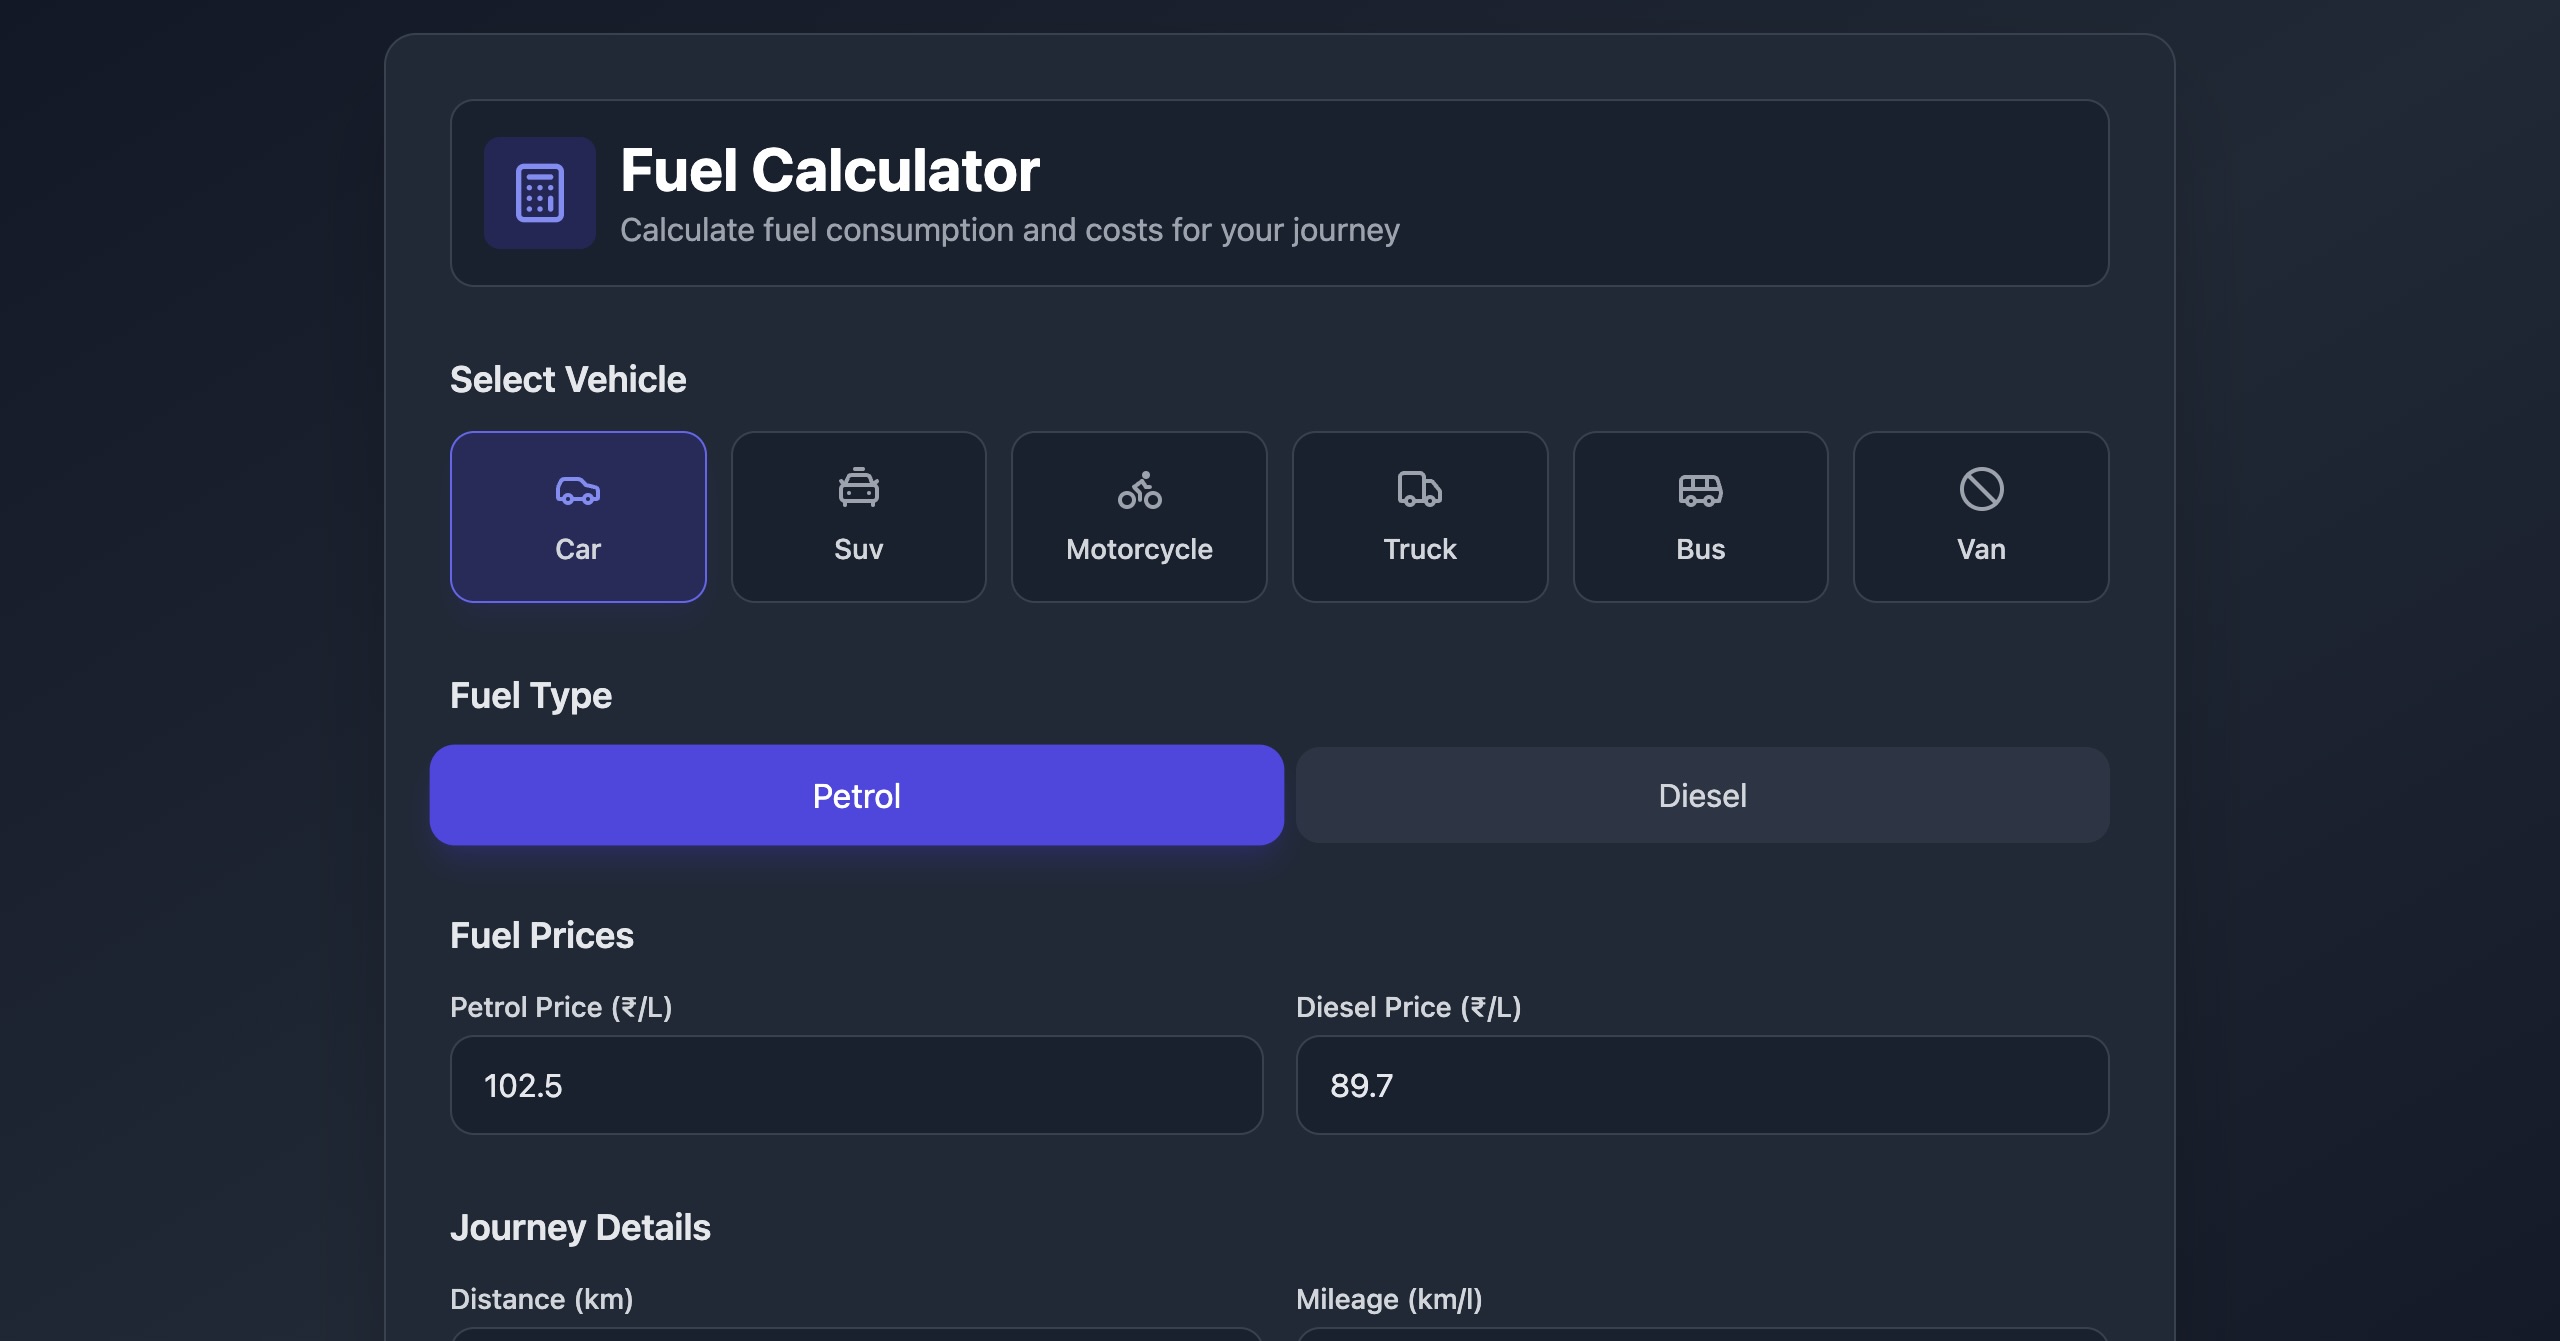 Fuel Calculator
Calculate fuel consumption and costs for your journey
Select Vehicle
Car
Suv
Motorcycle
Truck
Bus
Van
Fuel Type
Petrol
Diesel
Fuel Prices
Petrol Price (₹/L)
Diesel Price (₹/L)
102.5
89.7
Journey Details
Distance (km)
Mileage (km/l)